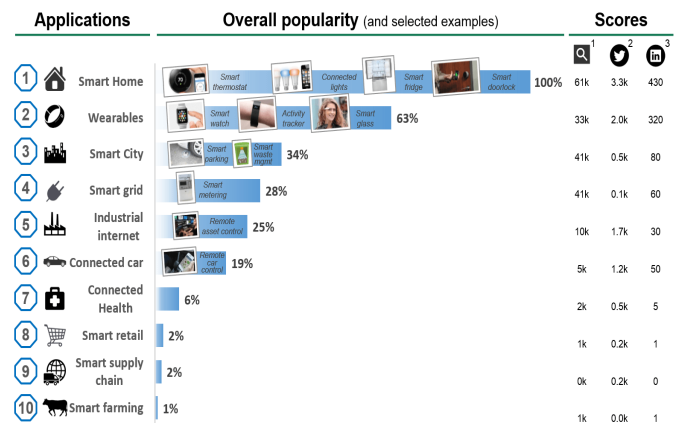 Applications Overall popularity (and selected examples) Scores
1 2 3
1 Smart Home Smart thermostat Connected lights Smart fridge Smart doorlock 100% 61k 3.3k 430
2 Wearables Smart watch Activity tracker Smart glass 63% 33k 2.0k 320
3 Smart City Smart parking Smart waste mgmt 34% 41k 0.5k 80
4 Smart grid Smart metering 28% 41k 0.1k 60
5 Industrial internet Remote asset control 25% 10k 1.7k 30
6 Connected car Remote car control 19% 5k 1.2k 50
7 Connected Health 6% 2k 0.5k 5
8 Smart retail 2% 1k 0.2k 1
9 Smart supply chain 2% 0k 0.2k 0
10 Smart farming 1% 1k 0.0k 1